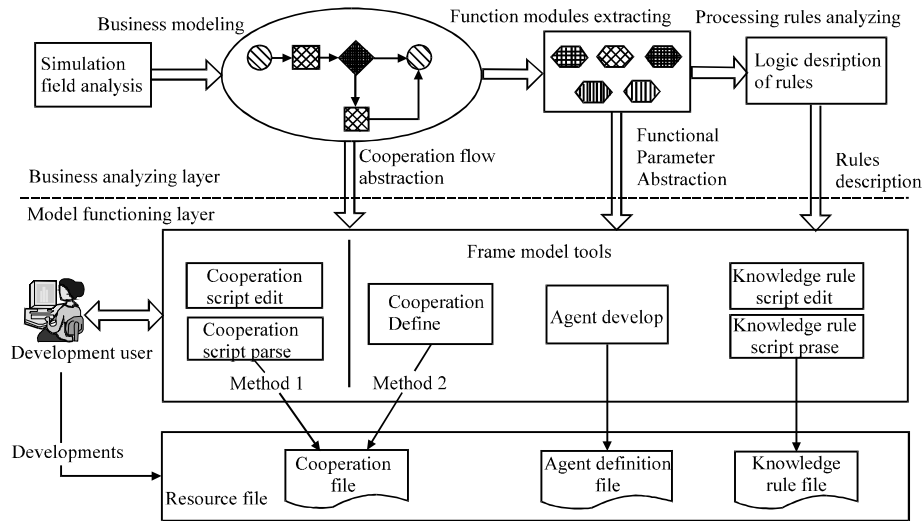 Business modeling
Function modules extracting
Processing rules analyzing
Simulation
field analysis
Logic desription
of rules
Cooperation flow
abstraction
Functional
Parameter
Abstraction
Rules
description
Business analyzing layer
Model functioning layer
Frame model tools
Cooperation
script edit
Cooperation
script parse
Cooperation
Define
Agent develop
Knowledge rule
script edit
Knowledge rule
script prase
Development user
Method 1
Method 2
Developments
Resource file
Cooperation
file
Agent definition
file
Knowledge
rule file